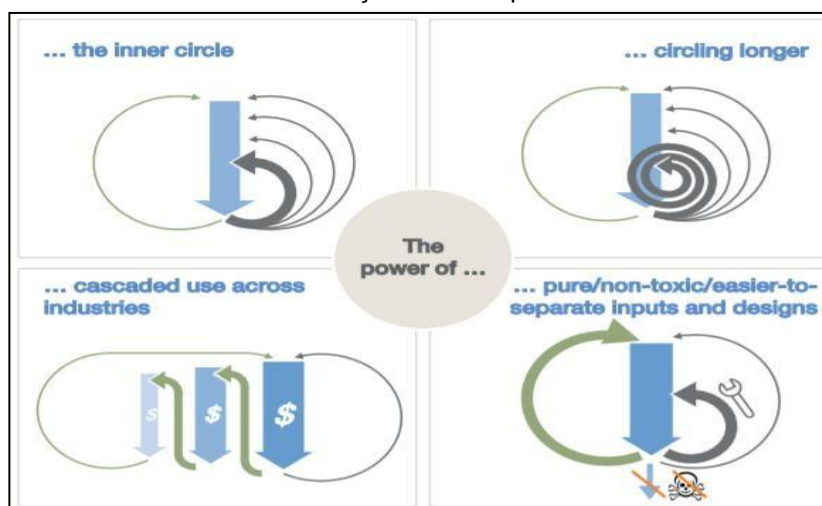 ... the inner circle
... circling longer
The
power of ...
... cascaded use across
industries
... pure/non-toxic/easier-to-
separate inputs and designs
$ $ $